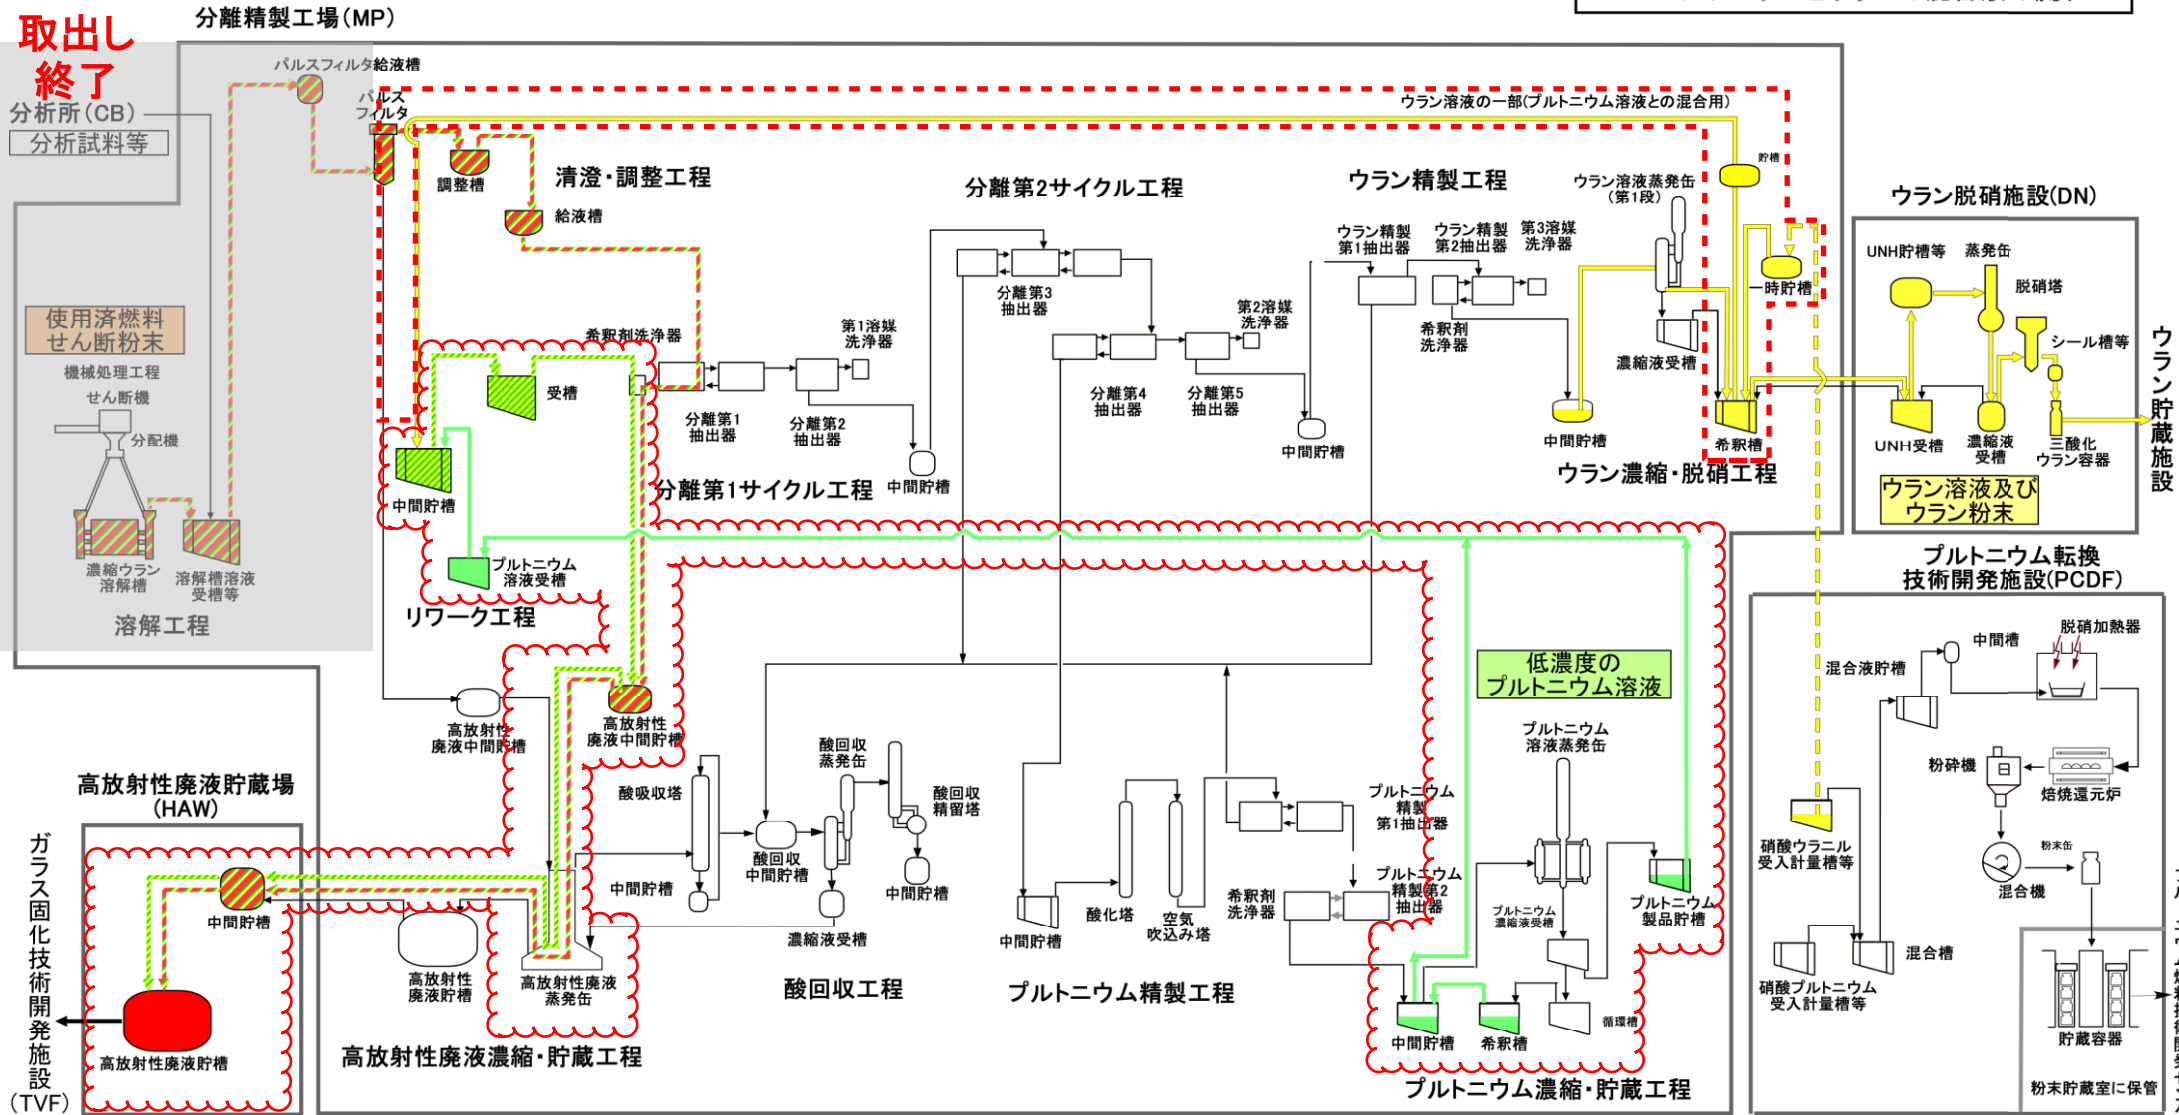 分離精製工場(MP)
取出し
終了
分析所(CB)
分析試料等
パルスフィルタ給液槽
パルス
フィルタ
調整槽
給液槽
清澄・調整工程
ウラン溶液の一部(プルトニウム溶液との混合用)
分離第2サイクル工程
ウラン精製工程
ウラン溶液蒸発缶
(第1段)
貯槽
一時貯槽
ウラン精製
第1抽出器
ウラン精製
第2抽出器
第3溶媒
洗浄器
希釈剤
洗浄器
濃縮液受槽
中間貯槽
希釈槽
ウラン濃縮・脱硝工程
ウラン脱硝施設(DN)
UNH貯槽等
蒸発缶
脱硝塔
シール槽等
UNH受槽
濃縮液
受槽
三酸化
ウラン容器
ウラン溶液及び
ウラン粉末
ウラン貯蔵施設
使用済燃料
せん断粉末
機械処理工程
せん断機
分配機
濃縮ウラン
溶解槽
溶解槽溶液
受槽等
溶解工程
希釈剤洗浄器
受槽
第1溶媒
洗浄器
分離第1
抽出器
分離第2
抽出器
中間貯槽
分離第1サイクル工程
分離第3
抽出器
第2溶媒
洗浄器
分離第4
抽出器
分離第5
抽出器
中間貯槽
中間貯槽
プルトニウム
溶液受槽
リワーク工程
高放射性
廃液中間貯槽
高放射性
廃液中間貯槽
高放射性廃液貯蔵場
(HAW)
中間貯槽
高放射性廃液貯槽
ガラス固化技術開発施設
(TVF)
高放射性
廃液貯槽
高放射性廃液
蒸発缶
高放射性廃液濃縮・貯蔵工程
酸吸収塔
中間貯槽
酸回収
中間貯槽
酸回収
蒸発缶
酸回収
精留塔
中間貯槽
濃縮液受槽
酸回収工程
中間貯槽
酸化塔
空気
吹込み塔
プルトニウム
精製
第1抽出器
プルトニウム
精製第2
抽出器
希釈剤
洗浄器
プルトニウム精製工程
低濃度の
プルトニウム溶液
プルトニウム
溶液蒸発缶
プルトニウム
濃縮液受槽
プルトニウム
製品貯槽
中間貯槽
希釈槽
循環槽
プルトニウム濃縮・貯蔵工程
プルトニウム転換
技術開発施設(PCDF)
脱硝加熱器
中間槽
混合液貯槽
粉砕機
焙焼還元炉
硝酸ウラニル
受入計量槽等
粉末缶
混合機
混合槽
硝酸プルトニウム
受入計量槽等
貯蔵容器
粉末貯蔵室に保管